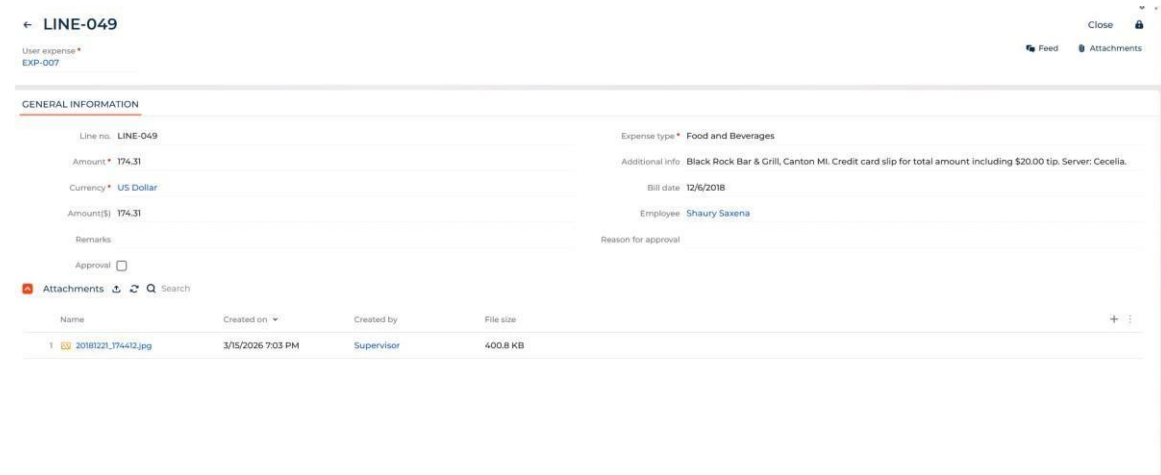 LINE-049
Close
User expense *
EXP-007
Feed
Attachments
GENERAL INFORMATION
Line no. LINE-049
Expense type * Food and Beverages
Amount * 174.31
Additional info Black Rock Bar & Grill, Canton MI. Credit card slip for total amount including $20.00 tip. Server: Cecelia.
Currency * US Dollar
Bill date 12/6/2018
Amount($) 174.31
Employee Shaury Saxena
Remarks
Reason for approval
Approval
Attachments Search
Name Created on Created by File size
1 20181221_174412.jpg 3/15/2026 7:03 PM Supervisor 400.8 KB